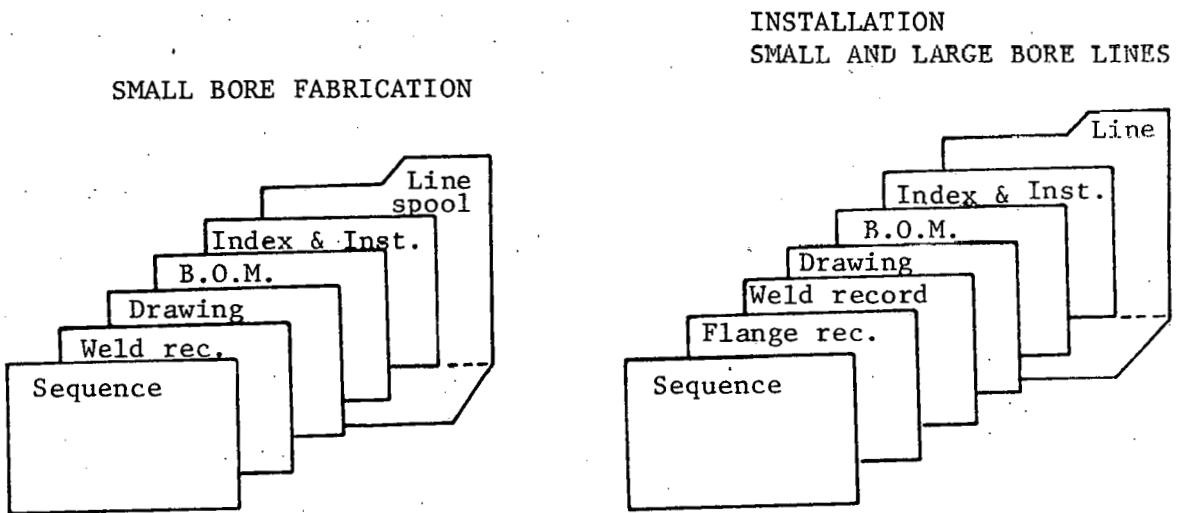 SMALL BORE FABRICATION
Line
spool
Index & Inst.
B.O.M.
Drawing
Weld rec.
Sequence
INSTALLATION
SMALL AND LARGE BORE LINES
Line
Index & Inst.
B.O.M.
Drawing
Weld record
Flange rec.
Sequence